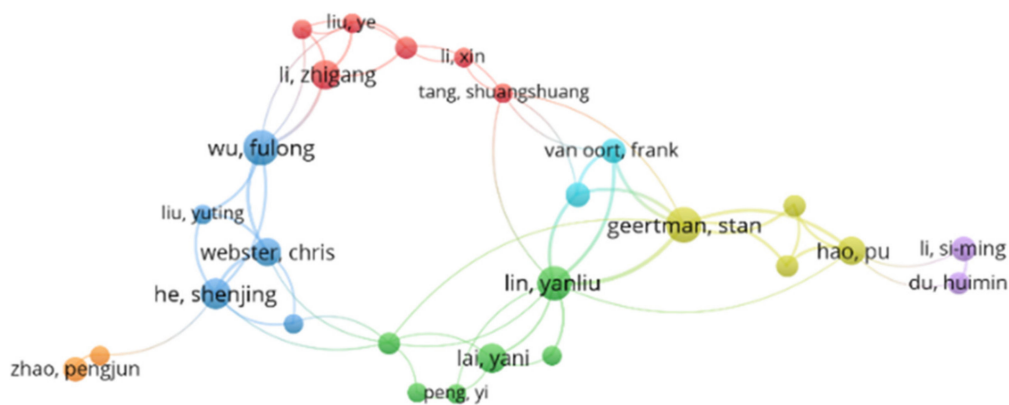 liu, ye
li, xin
li, zhigang
tang, shuangshuang
wu, fulong
van oort, frank
liu, yuting
geertman, stan
webster, chris
hao, pu
li, si-ming
lin, yanliu
du, huimin
he, shenjing
lai, yani
zhao, pengjun
peng, yi